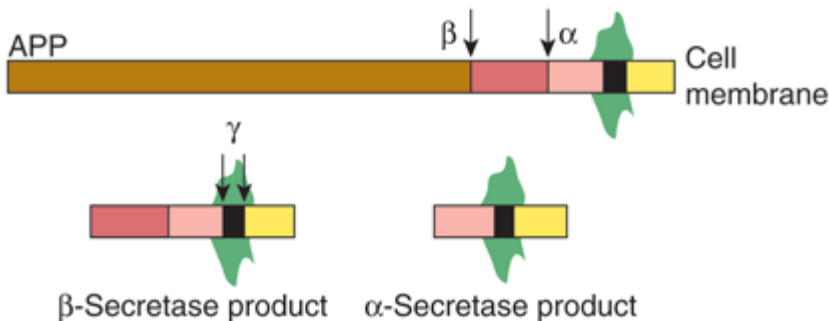 APP
β
α
Cell
membrane
γ
β-Secretase product
α-Secretase product